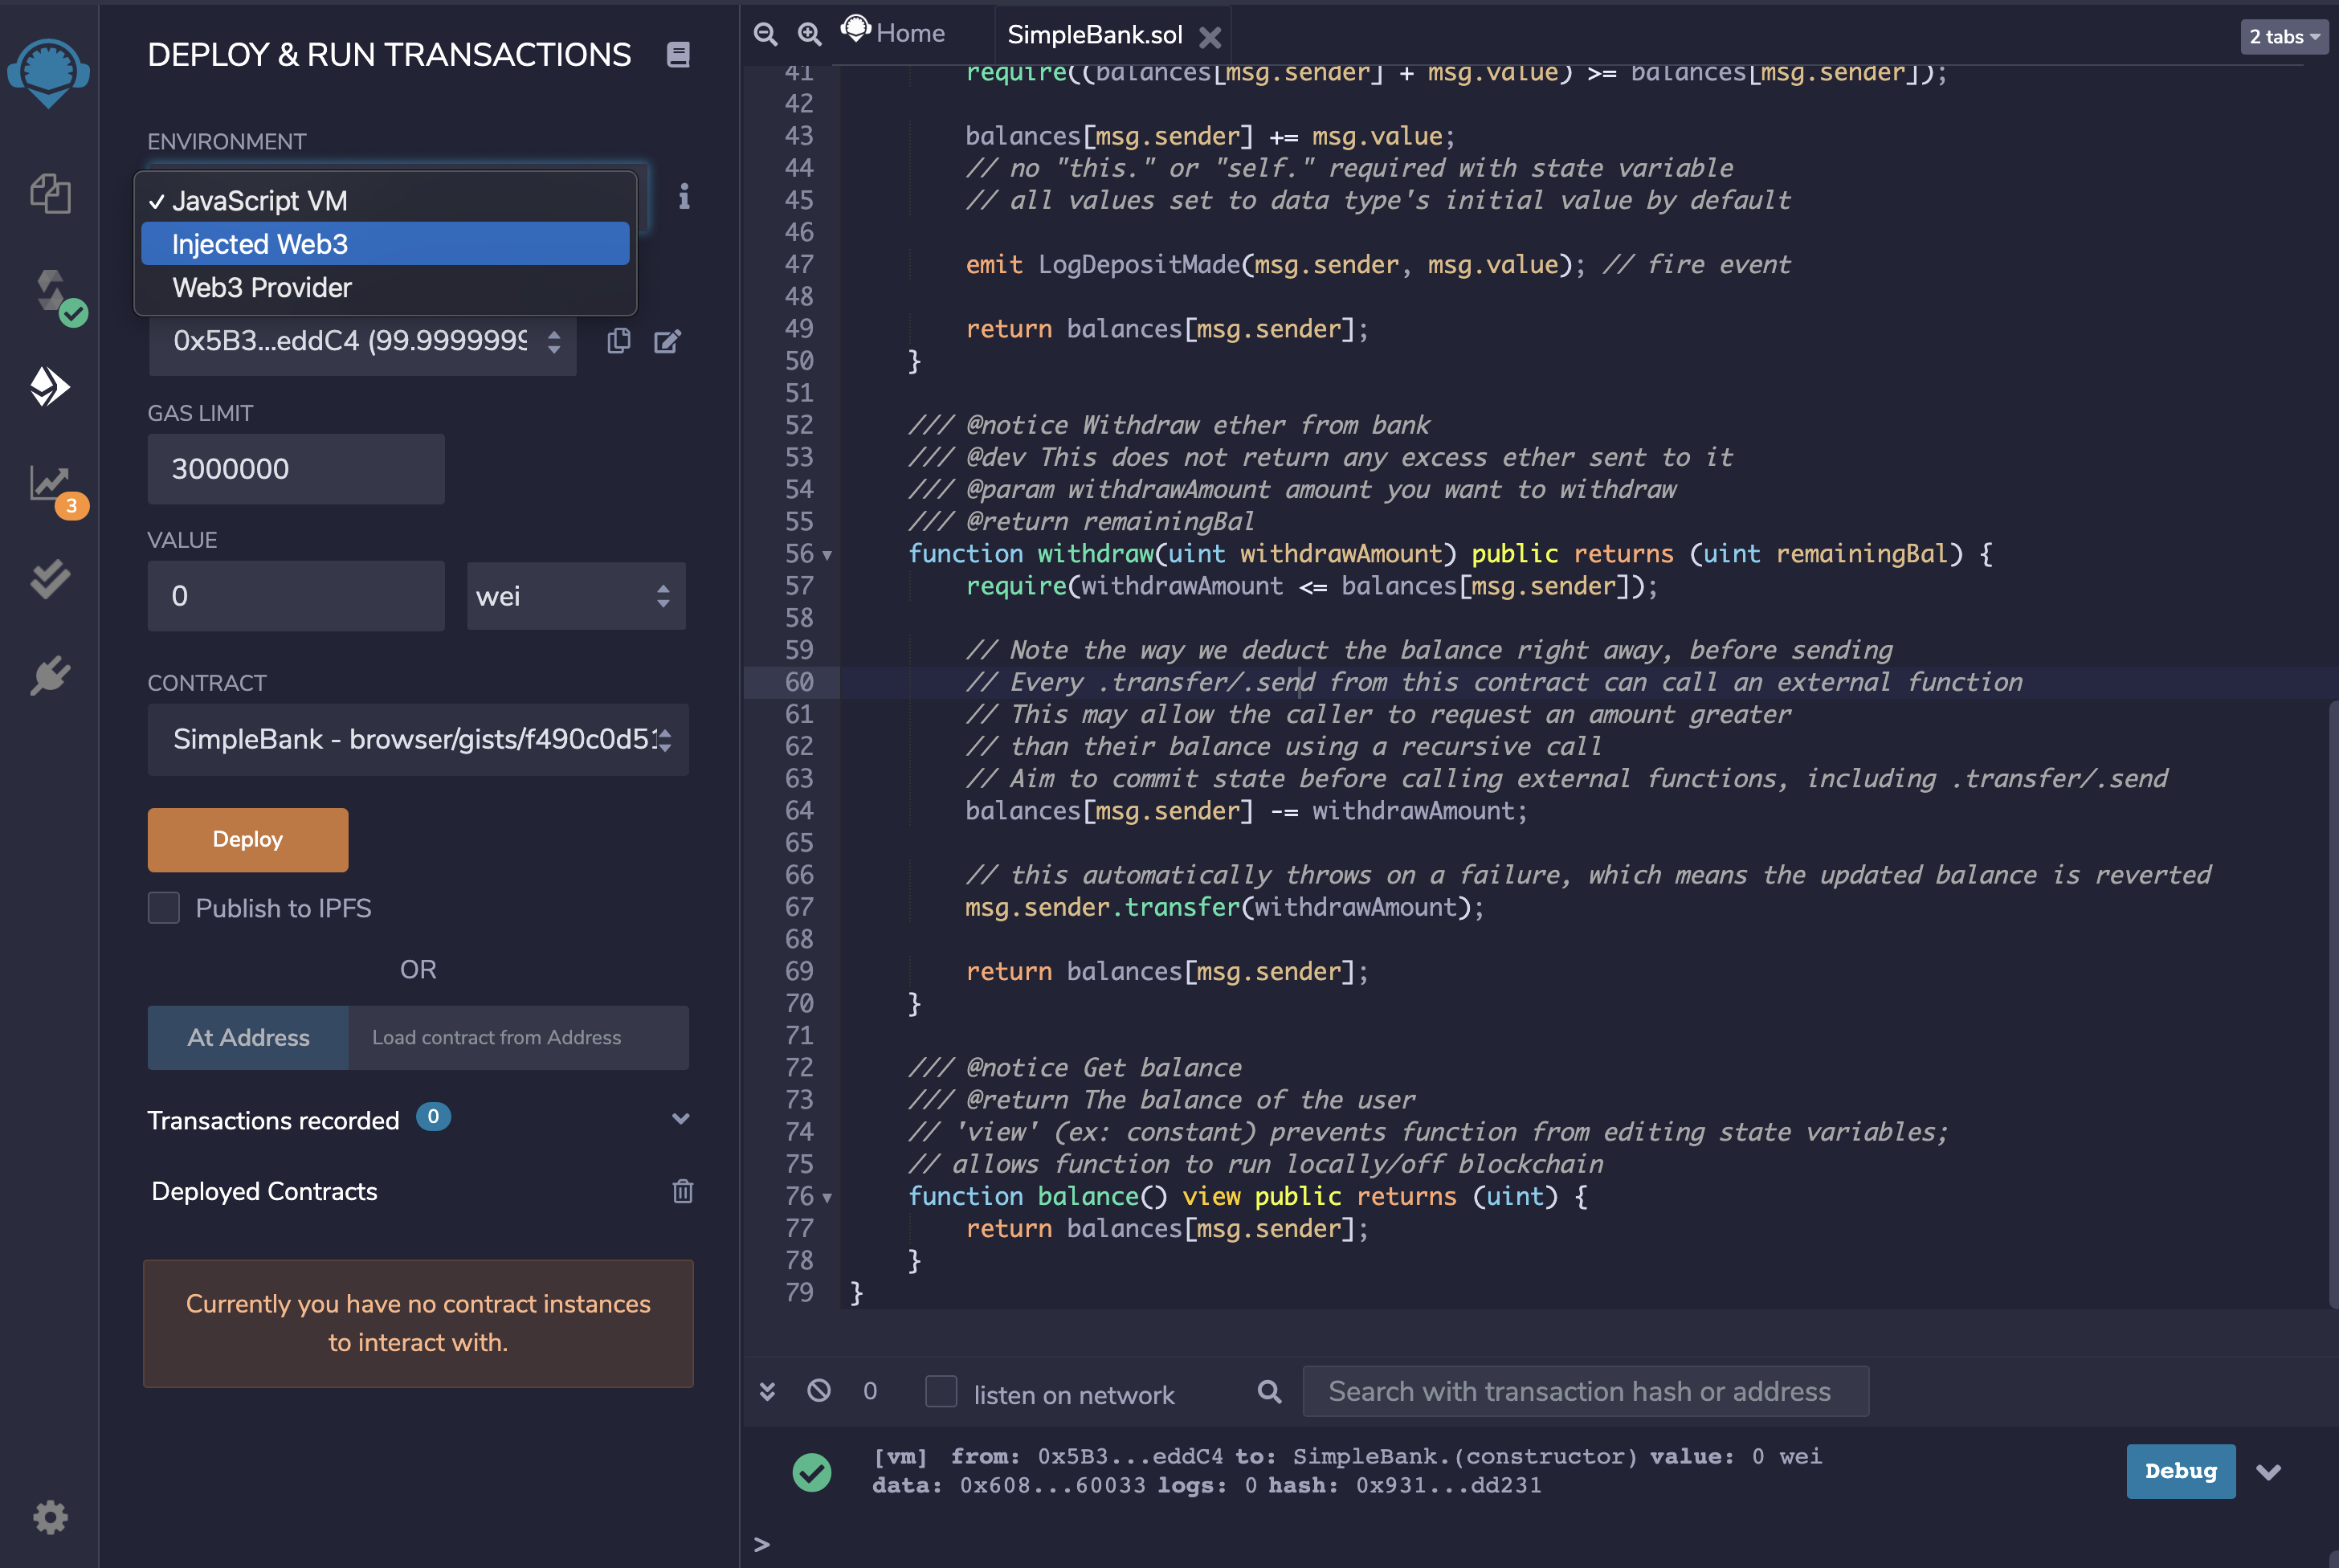 DEPLOY & RUN TRANSACTIONS
ENVIRONMENT
✓ JavaScript VM
Injected Web3
Web3 Provider
0x5B3...eddC4 (99.9999999
GAS LIMIT
3000000
VALUE
0
wei
CONTRACT
SimpleBank - browser/gists/f490c0d51
Deploy
Publish to IPFS
OR
At Address
Load contract from Address
Transactions recorded 0
Deployed Contracts
Currently you have no contract instances
to interact with.
3
Home
SimpleBank.sol
2 tabs
41 require((balances[msg.sender] + msg.value) >= balances[msg.sender]);
42
43 balances[msg.sender] += msg.value;
44 // no "this." or "self." required with state variable
45 // all values set to data type's initial value by default
46
47 emit LogDepositMade(msg.sender, msg.value); // fire event
48
49 return balances[msg.sender];
50 }
51
52 /// @notice Withdraw ether from bank
53 /// @dev This does not return any excess ether sent to it
54 /// @param withdrawAmount amount you want to withdraw
55 /// @return remainingBal
56 function withdraw(uint withdrawAmount) public returns (uint remainingBal) {
57 require(withdrawAmount <= balances[msg.sender]);
58
59 // Note the way we deduct the balance right away, before sending
60 // Every .transfer/.send from this contract can call an external function
61 // This may allow the caller to request an amount greater
62 // than their balance using a recursive call
63 // Aim to commit state before calling external functions, including .transfer/.send
64 balances[msg.sender] -= withdrawAmount;
65
66 // this automatically throws on a failure, which means the updated balance is reverted
67 msg.sender.transfer(withdrawAmount);
68
69 return balances[msg.sender];
70 }
71
72 /// @notice Get balance
73 /// @return The balance of the user
74 // 'view' (ex: constant) prevents function from editing state variables;
75 // allows function to run locally/off blockchain
76 function balance() view public returns (uint) {
77 return balances[msg.sender];
78 }
79 }
0
listen on network
Search with transaction hash or address
[vm] from: 0x5B3...eddC4 to: SimpleBank.(constructor) value: 0 wei
data: 0x608...60033 logs: 0 hash: 0x931...dd231
Debug
>